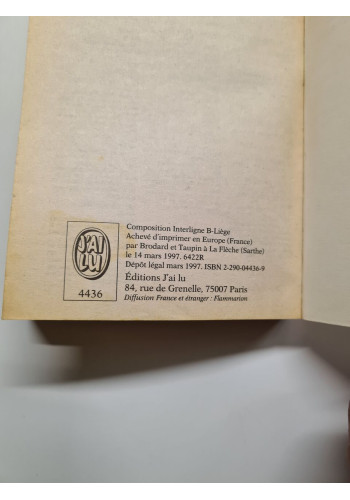 Composition Interligne B-Liège
Achevé d'imprimer en Europe (France)
par Brodard et Taupin à La Flèche (Sarthe)
le 14 mars 1997. 6422R
Dépôt légal mars 1997. ISBN 2-290-04436-9
Éditions J'ai lu
84, rue de Grenelle, 75007 Paris
Diffusion France et étranger : Flammarion
J'AI
LU
4436